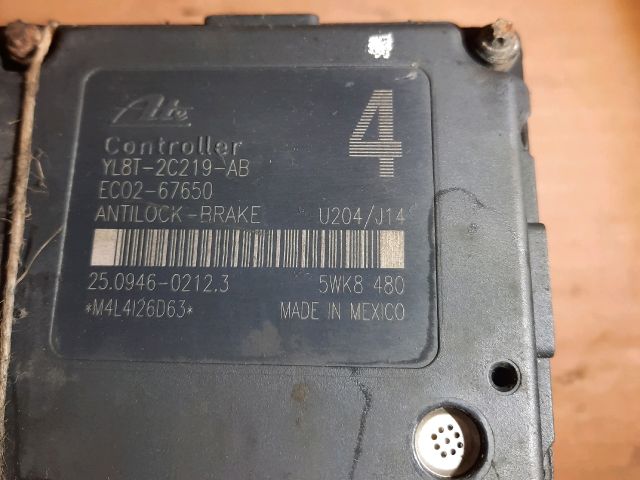 Ate
4
Controller
YL8T-2C219-AB
EC02-67650
ANTILOCK-BRAKE U204/J14
25.0946-0212.3 5WK8 480
*M4L4I26D63* MADE IN MEXICO